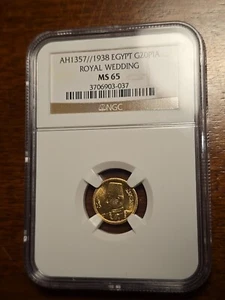 AH1357//1938 EGYPT G20PIA
ROYAL WEDDING
MS 65
3706903-037
NGC